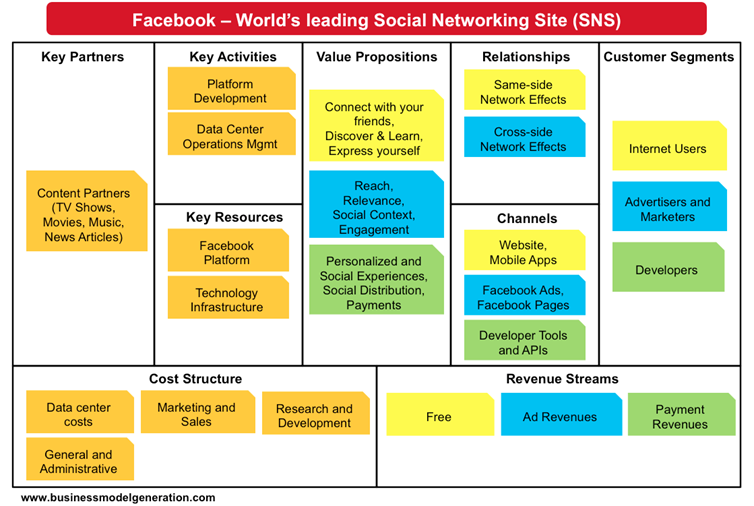 Facebook – World's leading Social Networking Site (SNS)
Key Partners
Content Partners
(TV Shows,
Movies, Music,
News Articles)
Key Activities
Platform
Development
Data Center
Operations Mgmt
Key Resources
Facebook
Platform
Technology
Infrastructure
Value Propositions
Connect with your
friends,
Discover & Learn,
Express yourself
Reach,
Relevance,
Social Context,
Engagement
Personalized and
Social Experiences,
Social Distribution,
Payments
Relationships
Same-side
Network Effects
Cross-side
Network Effects
Channels
Website,
Mobile Apps
Facebook Ads,
Facebook Pages
Developer Tools
and APIs
Customer Segments
Internet Users
Advertisers and
Marketers
Developers
Cost Structure
Data center
costs
Marketing and
Sales
Research and
Development
General and
Administrative
Revenue Streams
Free
Ad Revenues
Payment
Revenues
www.businessmodelgeneration.com